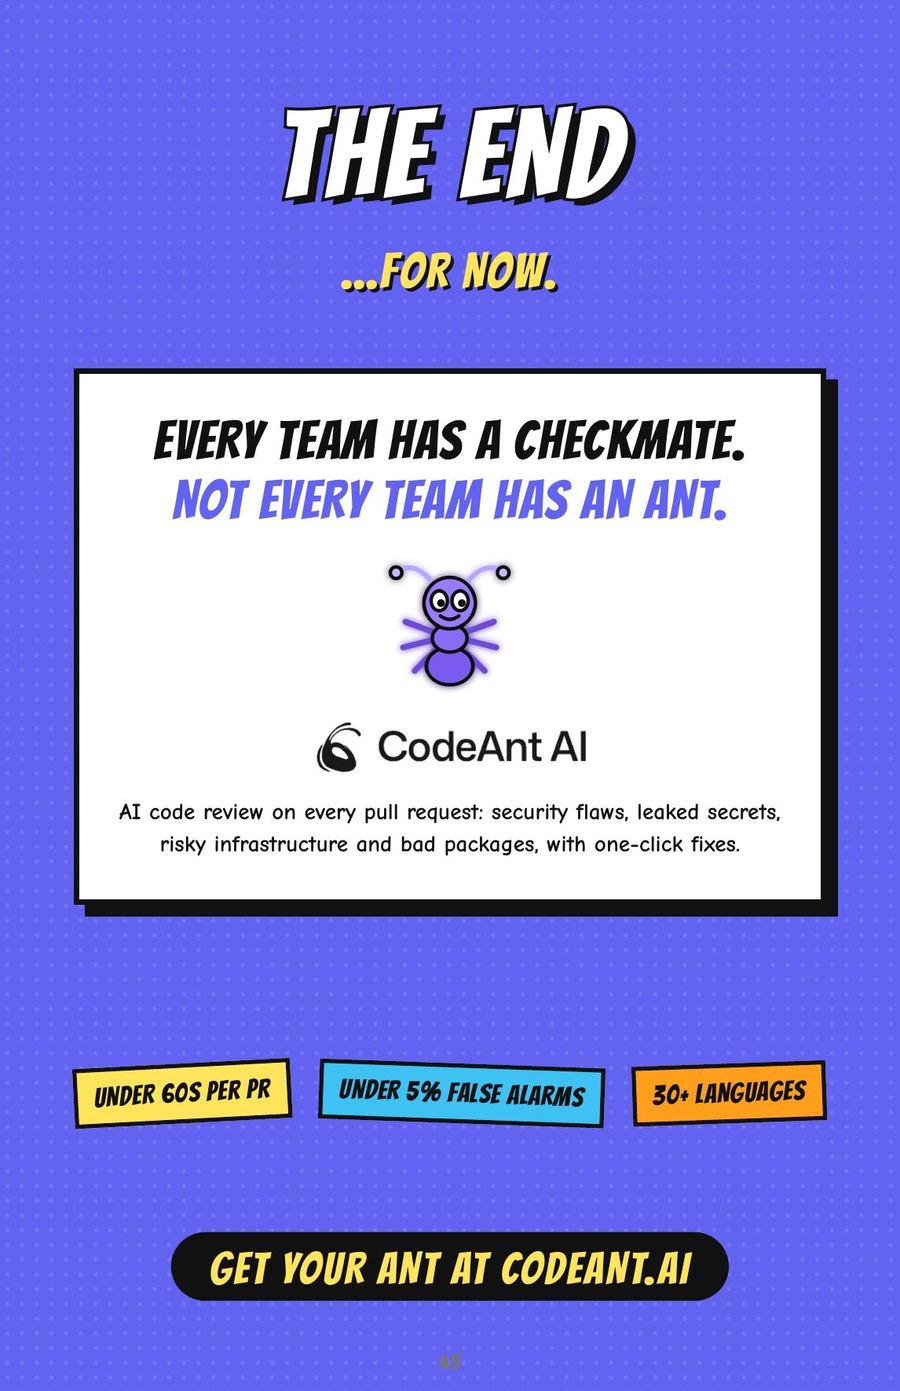 THE END
...FOR NOW.
EVERY TEAM HAS A CHECKMATE.
NOT EVERY TEAM HAS AN ANT.
CodeAnt AI
AI code review on every pull request: security flaws, leaked secrets,
risky infrastructure and bad packages, with one-click fixes.
UNDER 60S PER PR
UNDER 5% FALSE ALARMS
30+ LANGUAGES
GET YOUR ANT AT CODEANT.AI